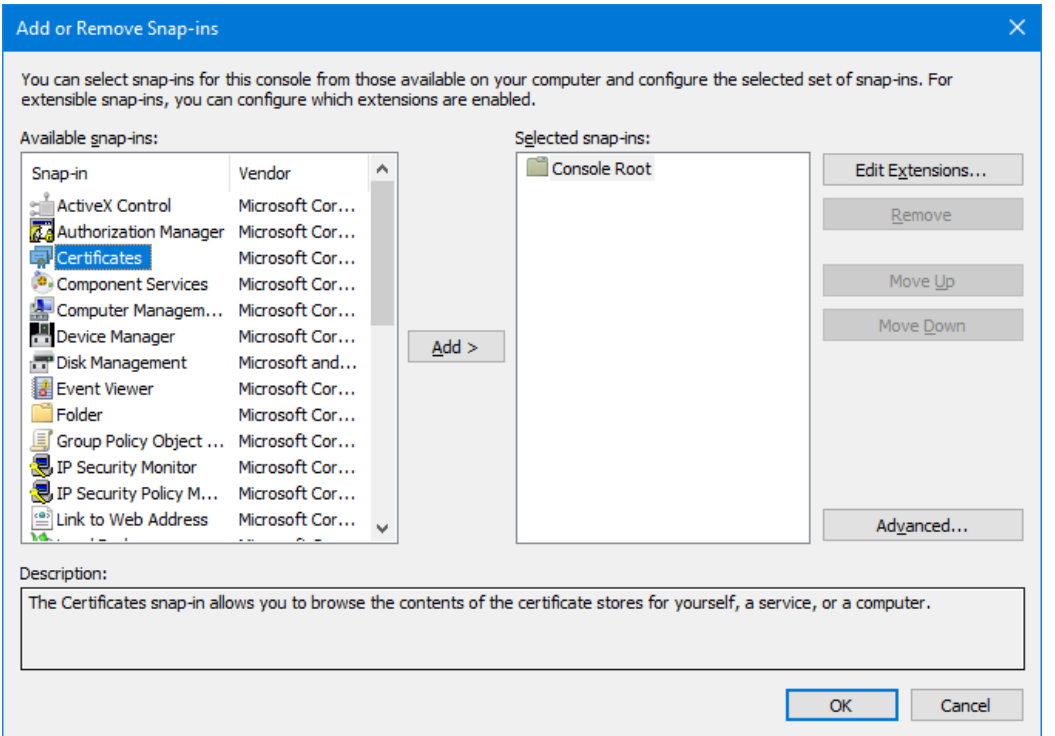 Add or Remove Snap-ins
You can select snap-ins for this console from those available on your computer and configure the selected set of snap-ins. For
extensible snap-ins, you can configure which extensions are enabled.
Available snap-ins:
Snap-in Vendor
ActiveX Control Microsoft Cor...
Authorization Manager Microsoft Cor...
Certificates Microsoft Cor...
Component Services Microsoft Cor...
Computer Managem... Microsoft Cor...
Device Manager Microsoft Cor...
Disk Management Microsoft and...
Event Viewer Microsoft Cor...
Folder Microsoft Cor...
Group Policy Object ... Microsoft Cor...
IP Security Monitor Microsoft Cor...
IP Security Policy M... Microsoft Cor...
Link to Web Address Microsoft Cor...
Add >
Selected snap-ins:
Console Root
Edit Extensions...
Remove
Move Up
Move Down
Advanced...
Description:
The Certificates snap-in allows you to browse the contents of the certificate stores for yourself, a service, or a computer.
OK Cancel